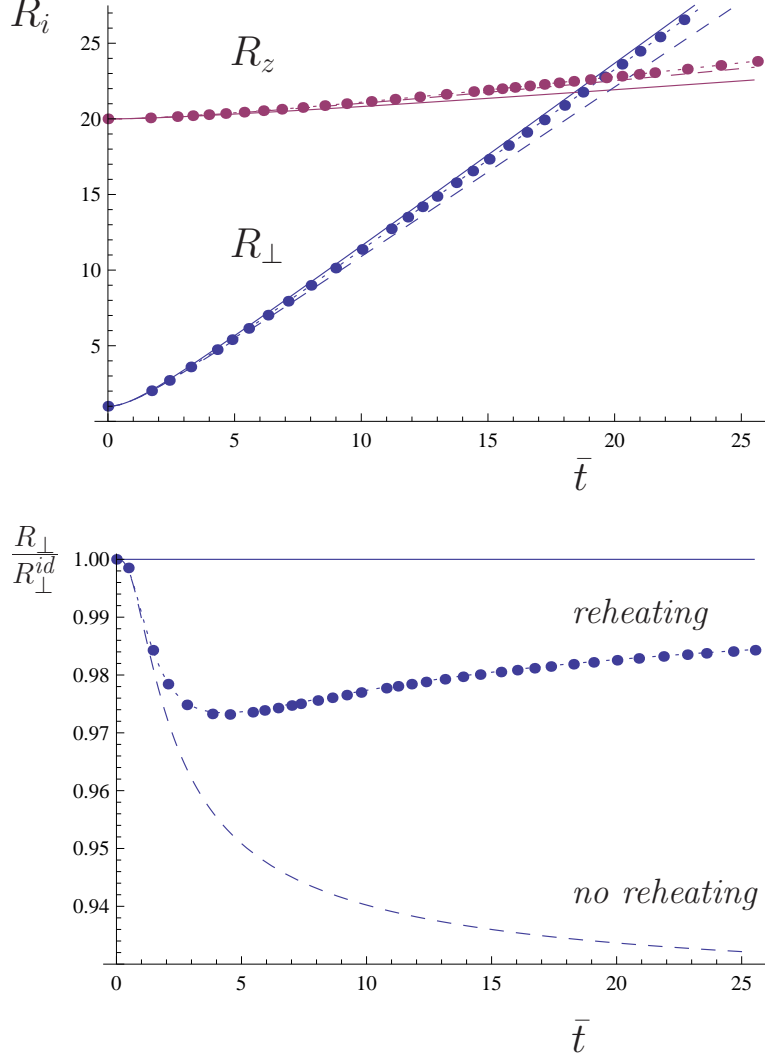 R_i
25
20
15
10
5
R_z
R_⊥
0 5 10 15 20 25
t̄
R_⊥ / R_⊥^{id}
1.00
0.99
0.98
0.97
0.96
0.95
0.94
reheating
no reheating
0 5 10 15 20 25
t̄